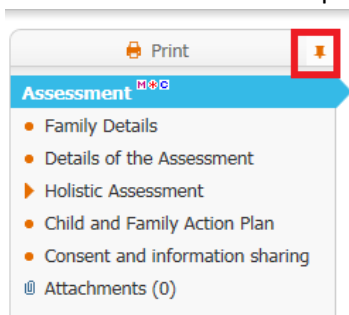 Print
Assessment M*C
Family Details
Details of the Assessment
Holistic Assessment
Child and Family Action Plan
Consent and information sharing
Attachments (0)